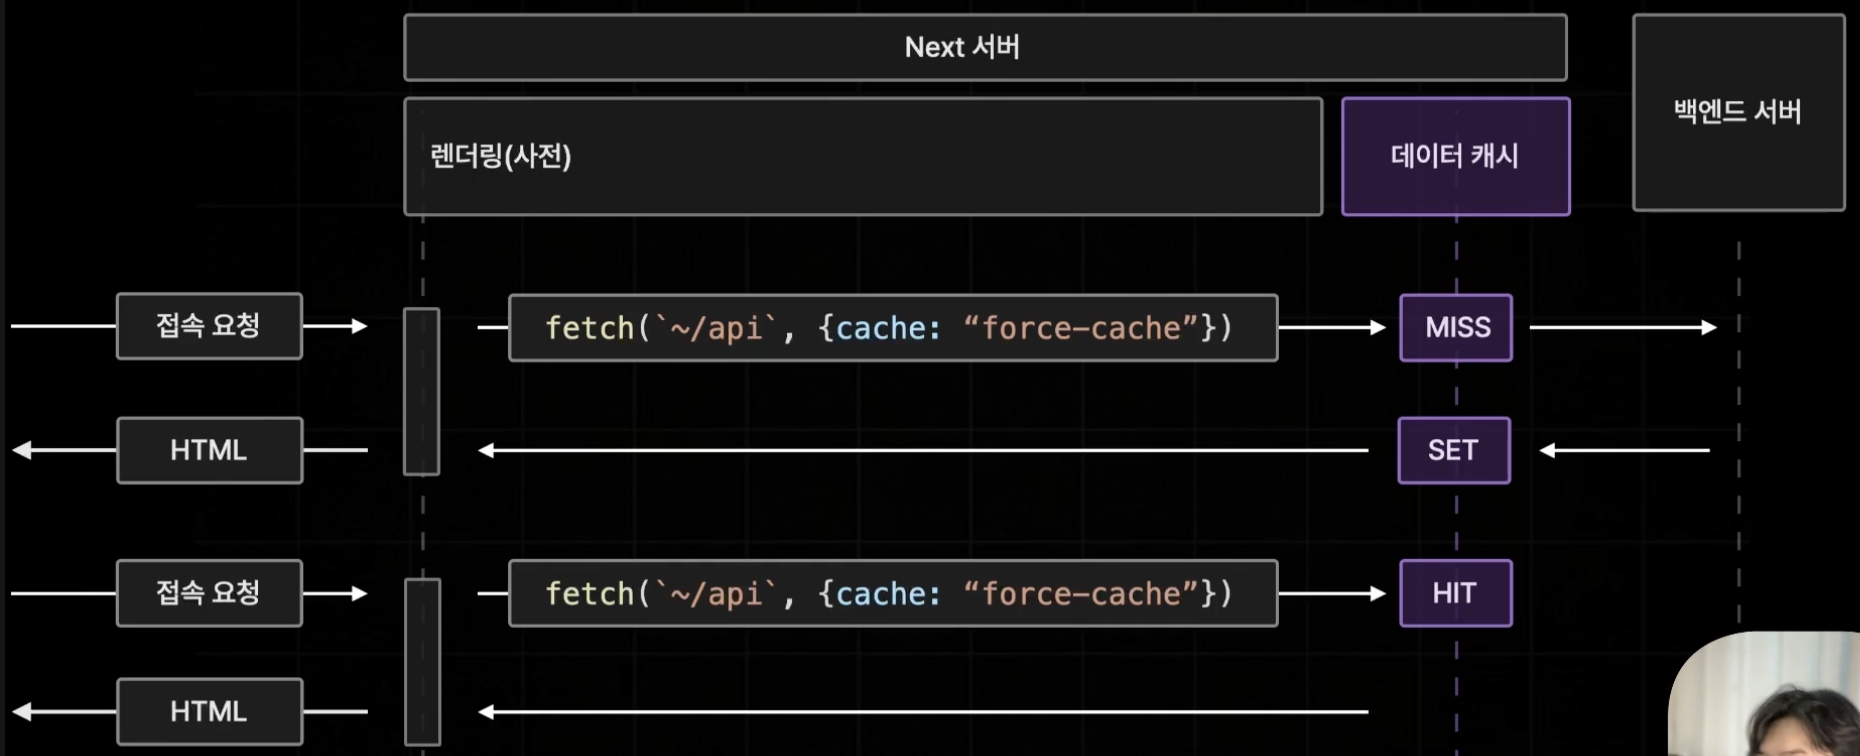 Next 서버
백엔드 서버
렌더링(사전)
데이터 캐시
접속 요청
fetch(`~/api`, {cache: “force-cache”})
MISS
HTML
SET
접속 요청
fetch(`~/api`, {cache: “force-cache”})
HIT
HTML